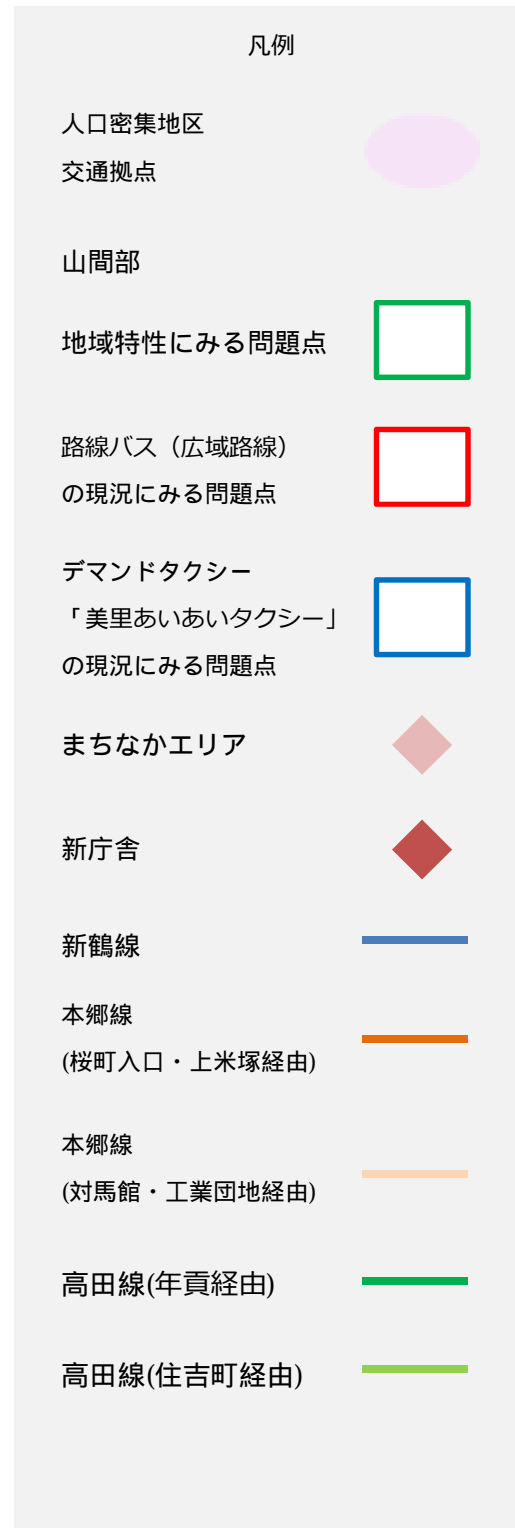 凡例
人口密集地区
交通拠点
山間部
地域特性にみる問題点
路線バス（広域路線）
の現況にみる問題点
デマンドタクシー
「美里あいあいタクシー」
の現況にみる問題点
まちなかエリア
新庁舎
新鶴線
本郷線
(桜町入口・上米塚経由)
本郷線
(対馬館・工業団地経由)
高田線(年貢経由)
高田線(住吉町経由)